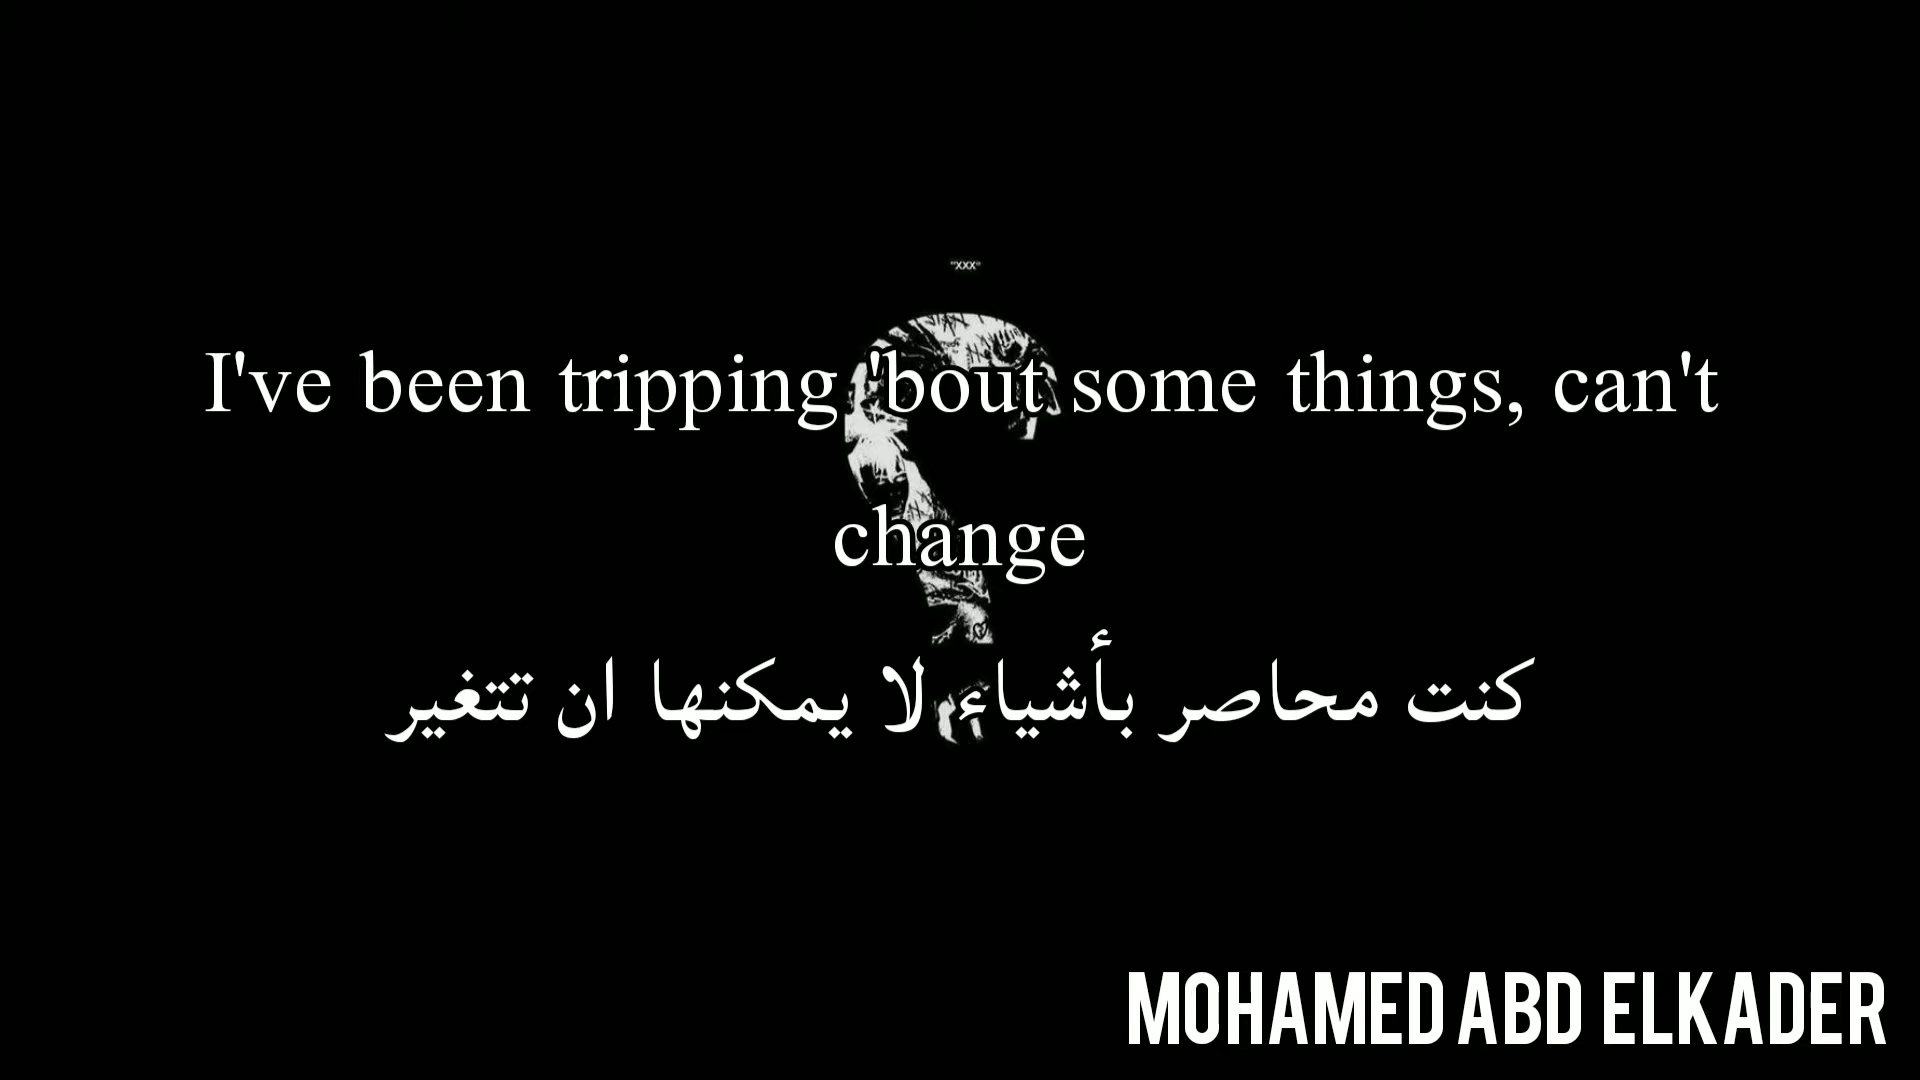 "xxx"
I've been tripping 'bout some things, can't
change
كنت محاصر بأشياء لا يمكنها ان تتغير
MOHAMED ABD ELKADER